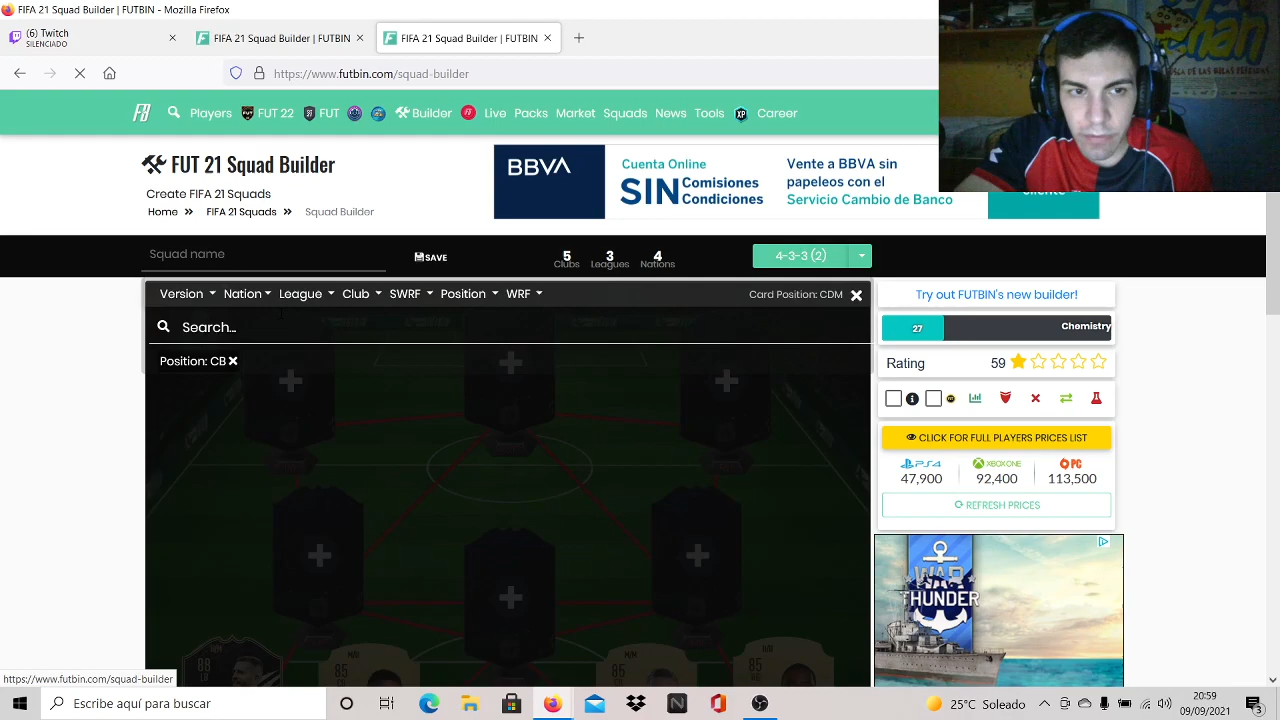 FIFA 21 Squad Builder | FUTBIN - Mozilla Firefox
(6) Twitch
SILENCIADO
FIFA 21 Squad Builder | FUTBIN
FIFA 21 Squad Builder | FUTBIN
https://www.futbin.com/squad-builder
Players
FUT 22
FUT
Builder
Live
Packs
Market
Squads
News
Tools
XP
Career
FUT 21 Squad Builder
Create FIFA 21 Squads
Home
FIFA 21 Squads
Squad Builder
BBVA
Cuenta Online
SIN Comisiones
Condiciones
Vente a BBVA sin
papeleos con el
Servicio Cambio de Banco
Squad name
SAVE
5
Clubs
3
Leagues
4
Nations
4-3-3 (2)
Version
Nation
League
Club
SWRF
Position
WRF
Card Position: CDM
Search...
Position: CB
88
85
85
85
Try out FUTBIN's new builder!
27
Chemistry
Rating
59
CLICK FOR FULL PLAYERS PRICES LIST
PS4
47,900
XBOX ONE
92,400
PC
113,500
REFRESH PRICES
WAR
THUNDER
https://www.futbin.com/squad-builder
Escribe aquí para buscar
25°C Soleado
20:59
09/09/2021
3